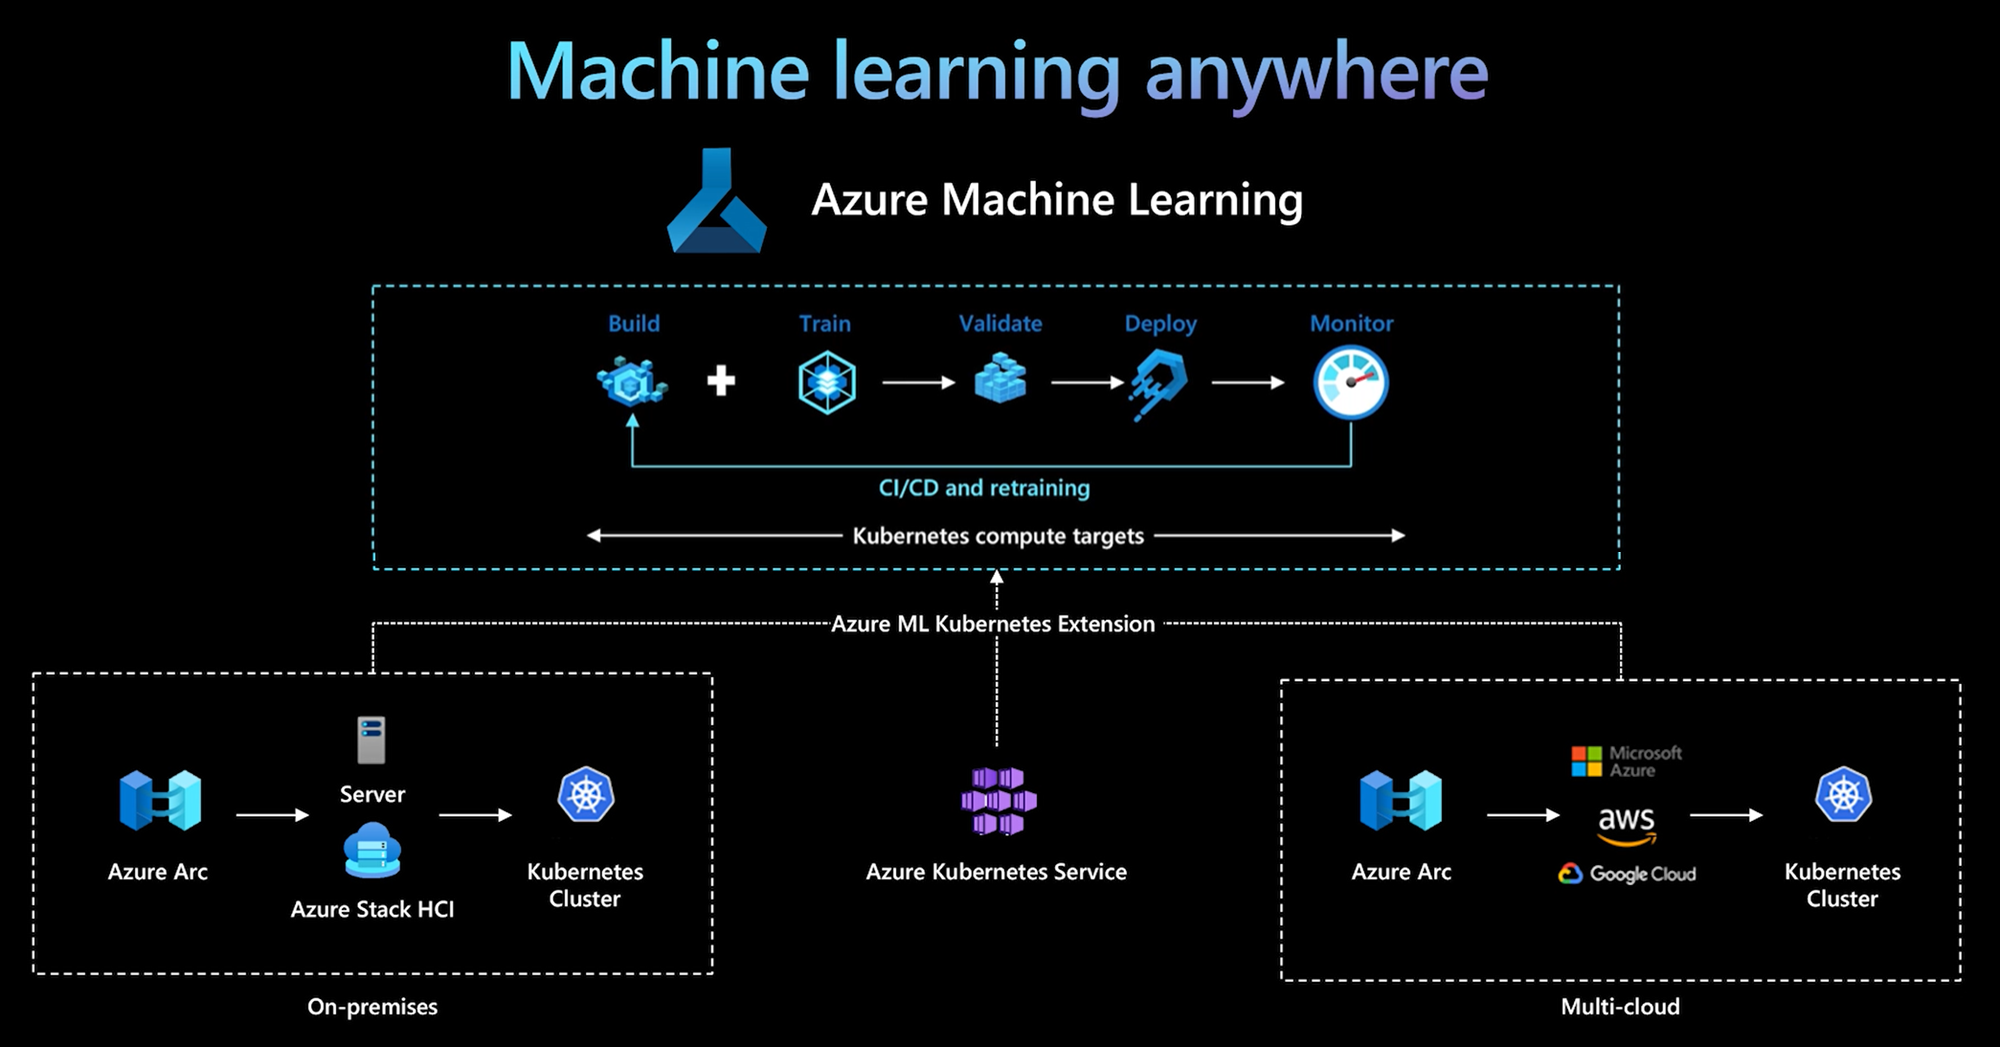 Machine learning anywhere
Azure Machine Learning
Build
Train
Validate
Deploy
Monitor
CI/CD and retraining
Kubernetes compute targets
Azure ML Kubernetes Extension
Server
Azure Arc
Azure Stack HCI
Kubernetes
Cluster
On-premises
Azure Kubernetes Service
Microsoft
Azure
aws
Google Cloud
Azure Arc
Kubernetes
Cluster
Multi-cloud